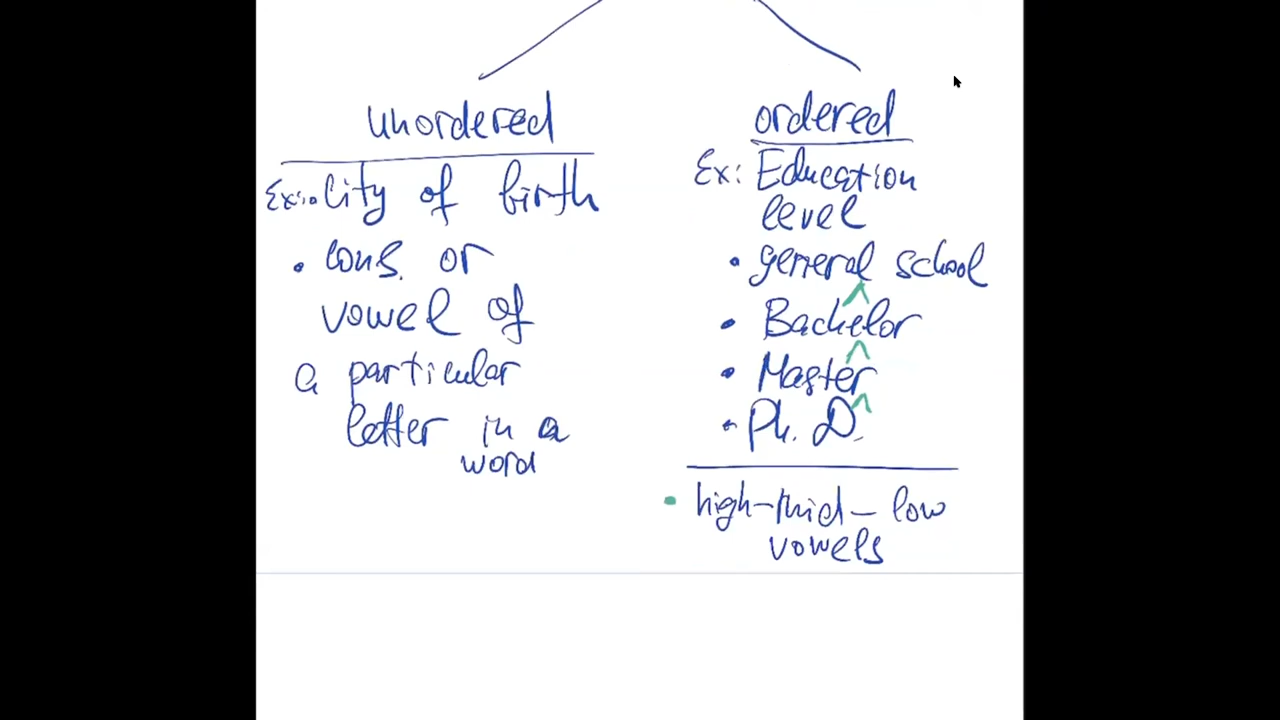 unordered
Ex:• City of birth
• cons. or
vowel of
a particular
letter in a
word
ordered
Ex: Education
level
• general school
^
• Bachelor
^
• Master
^
• Ph. D.
• high-mid-low
vowels